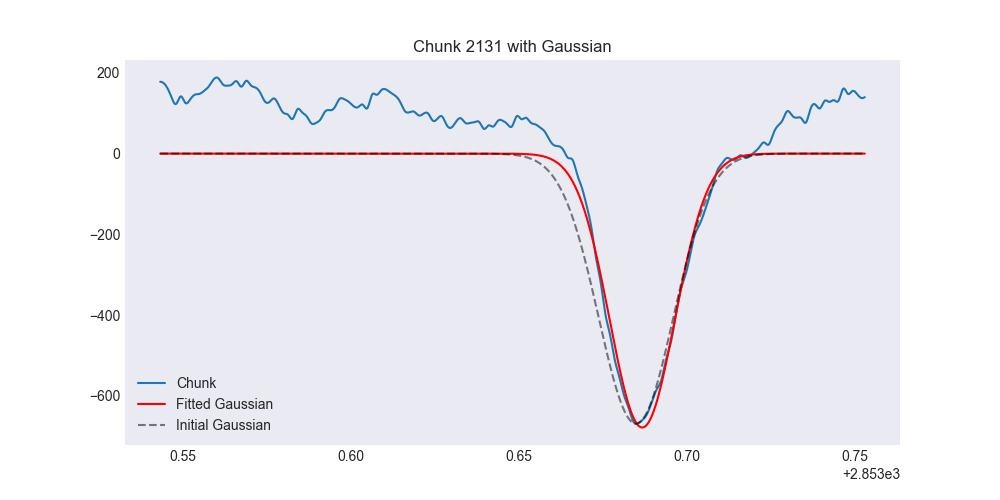 Chunk 2131 with Gaussian
200
0
−200
−400
−600
Chunk
Fitted Gaussian
Initial Gaussian
0.55 0.60 0.65 0.70 0.75
+2.853e3